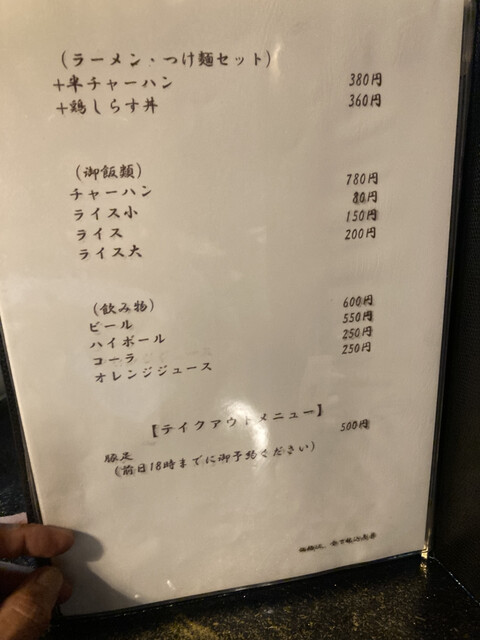 (ラーメン・つけ麺セット)
+半チャーハン 380円
+鶏しらす丼 360円
(御飯類)
チャーハン 780円
ライス小 80円
ライス 150円
ライス大 200円
(飲み物)
ビール 600円
ハイボール 550円
コーラ 250円
オレンジジュース 250円
【テイクアウトメニュー】
豚足 500円
(前日18時までに御予約ください)